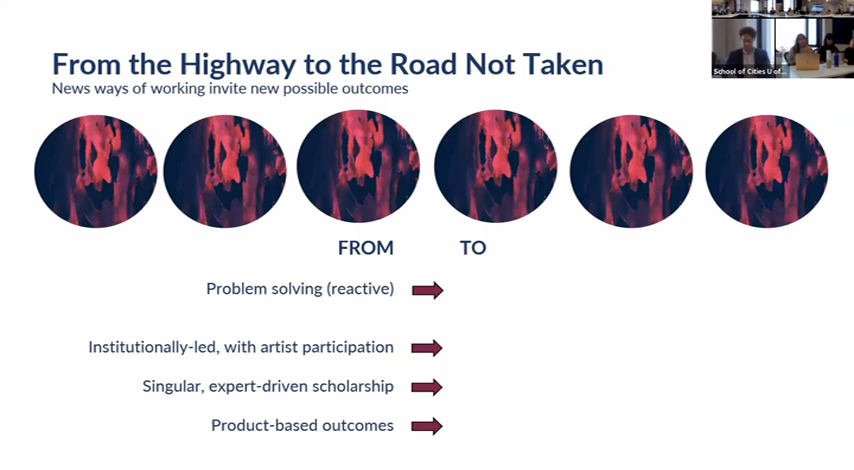 School of Cities U of...
From the Highway to the Road Not Taken
News ways of working invite new possible outcomes
FROM TO
Problem solving (reactive)
Institutionally-led, with artist participation
Singular, expert-driven scholarship
Product-based outcomes